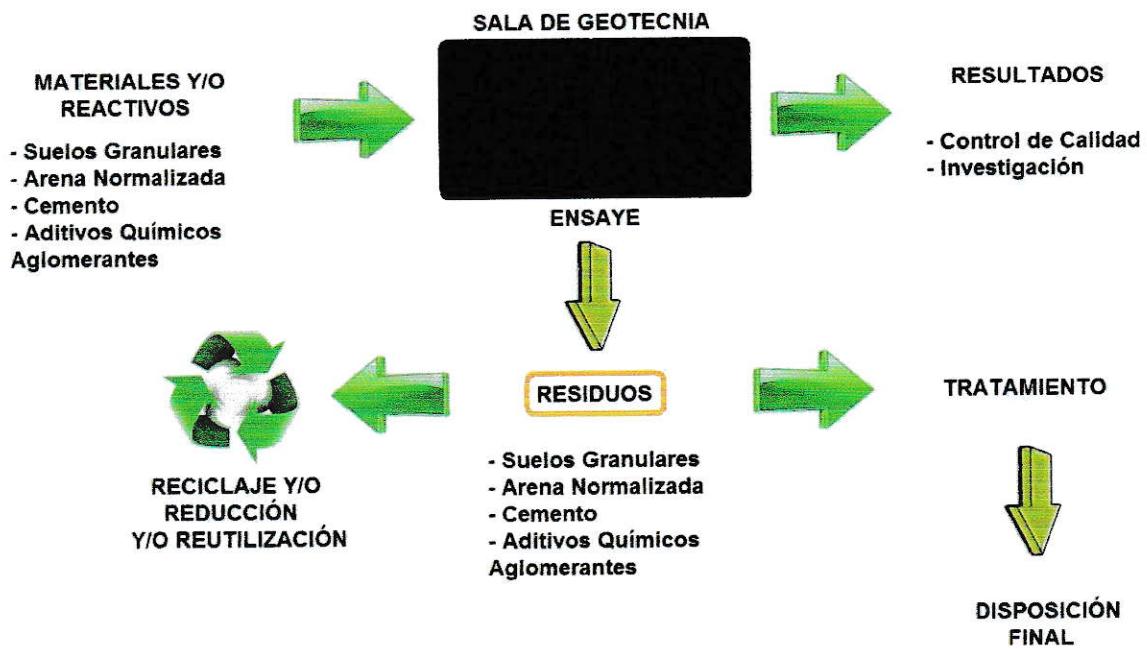 SALA DE GEOTECNIA
MATERIALES Y/O
REACTIVOS
- Suelos Granulares
- Arena Normalizada
- Cemento
- Aditivos Químicos
Aglomerantes
RESULTADOS
- Control de Calidad
- Investigación
ENSAYE
RESIDUOS
- Suelos Granulares
- Arena Normalizada
- Cemento
- Aditivos Químicos
Aglomerantes
RECICLAJE Y/O
REDUCCIÓN
Y/O REUTILIZACIÓN
TRATAMIENTO
DISPOSICIÓN
FINAL